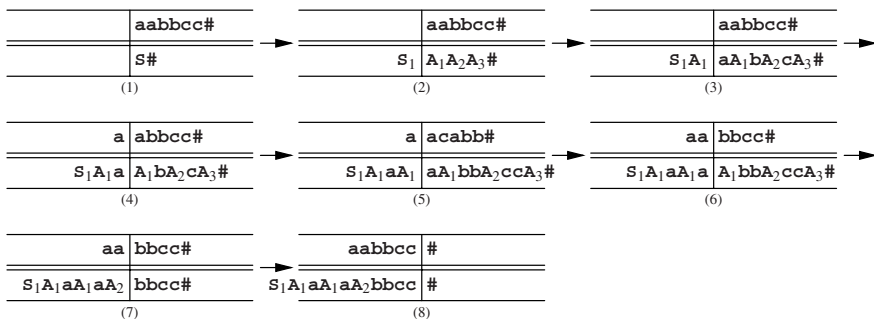 aabbcc# aabbcc# aabbcc#
S# S₁ A₁A₂A₃# S₁A₁ aA₁bA₂cA₃#
(1) (2) (3)
a abbcc# a acabb# aa bbcc#
S₁A₁a A₁bA₂cA₃# S₁A₁aA₁ aA₁bbA₂ccA₃# S₁A₁aA₁a A₁bbA₂ccA₃#
(4) (5) (6)
aa bbcc# aabbcc #
S₁A₁aA₁aA₂ bbcc# S₁A₁aA₁aA₂bbcc #
(7) (8)